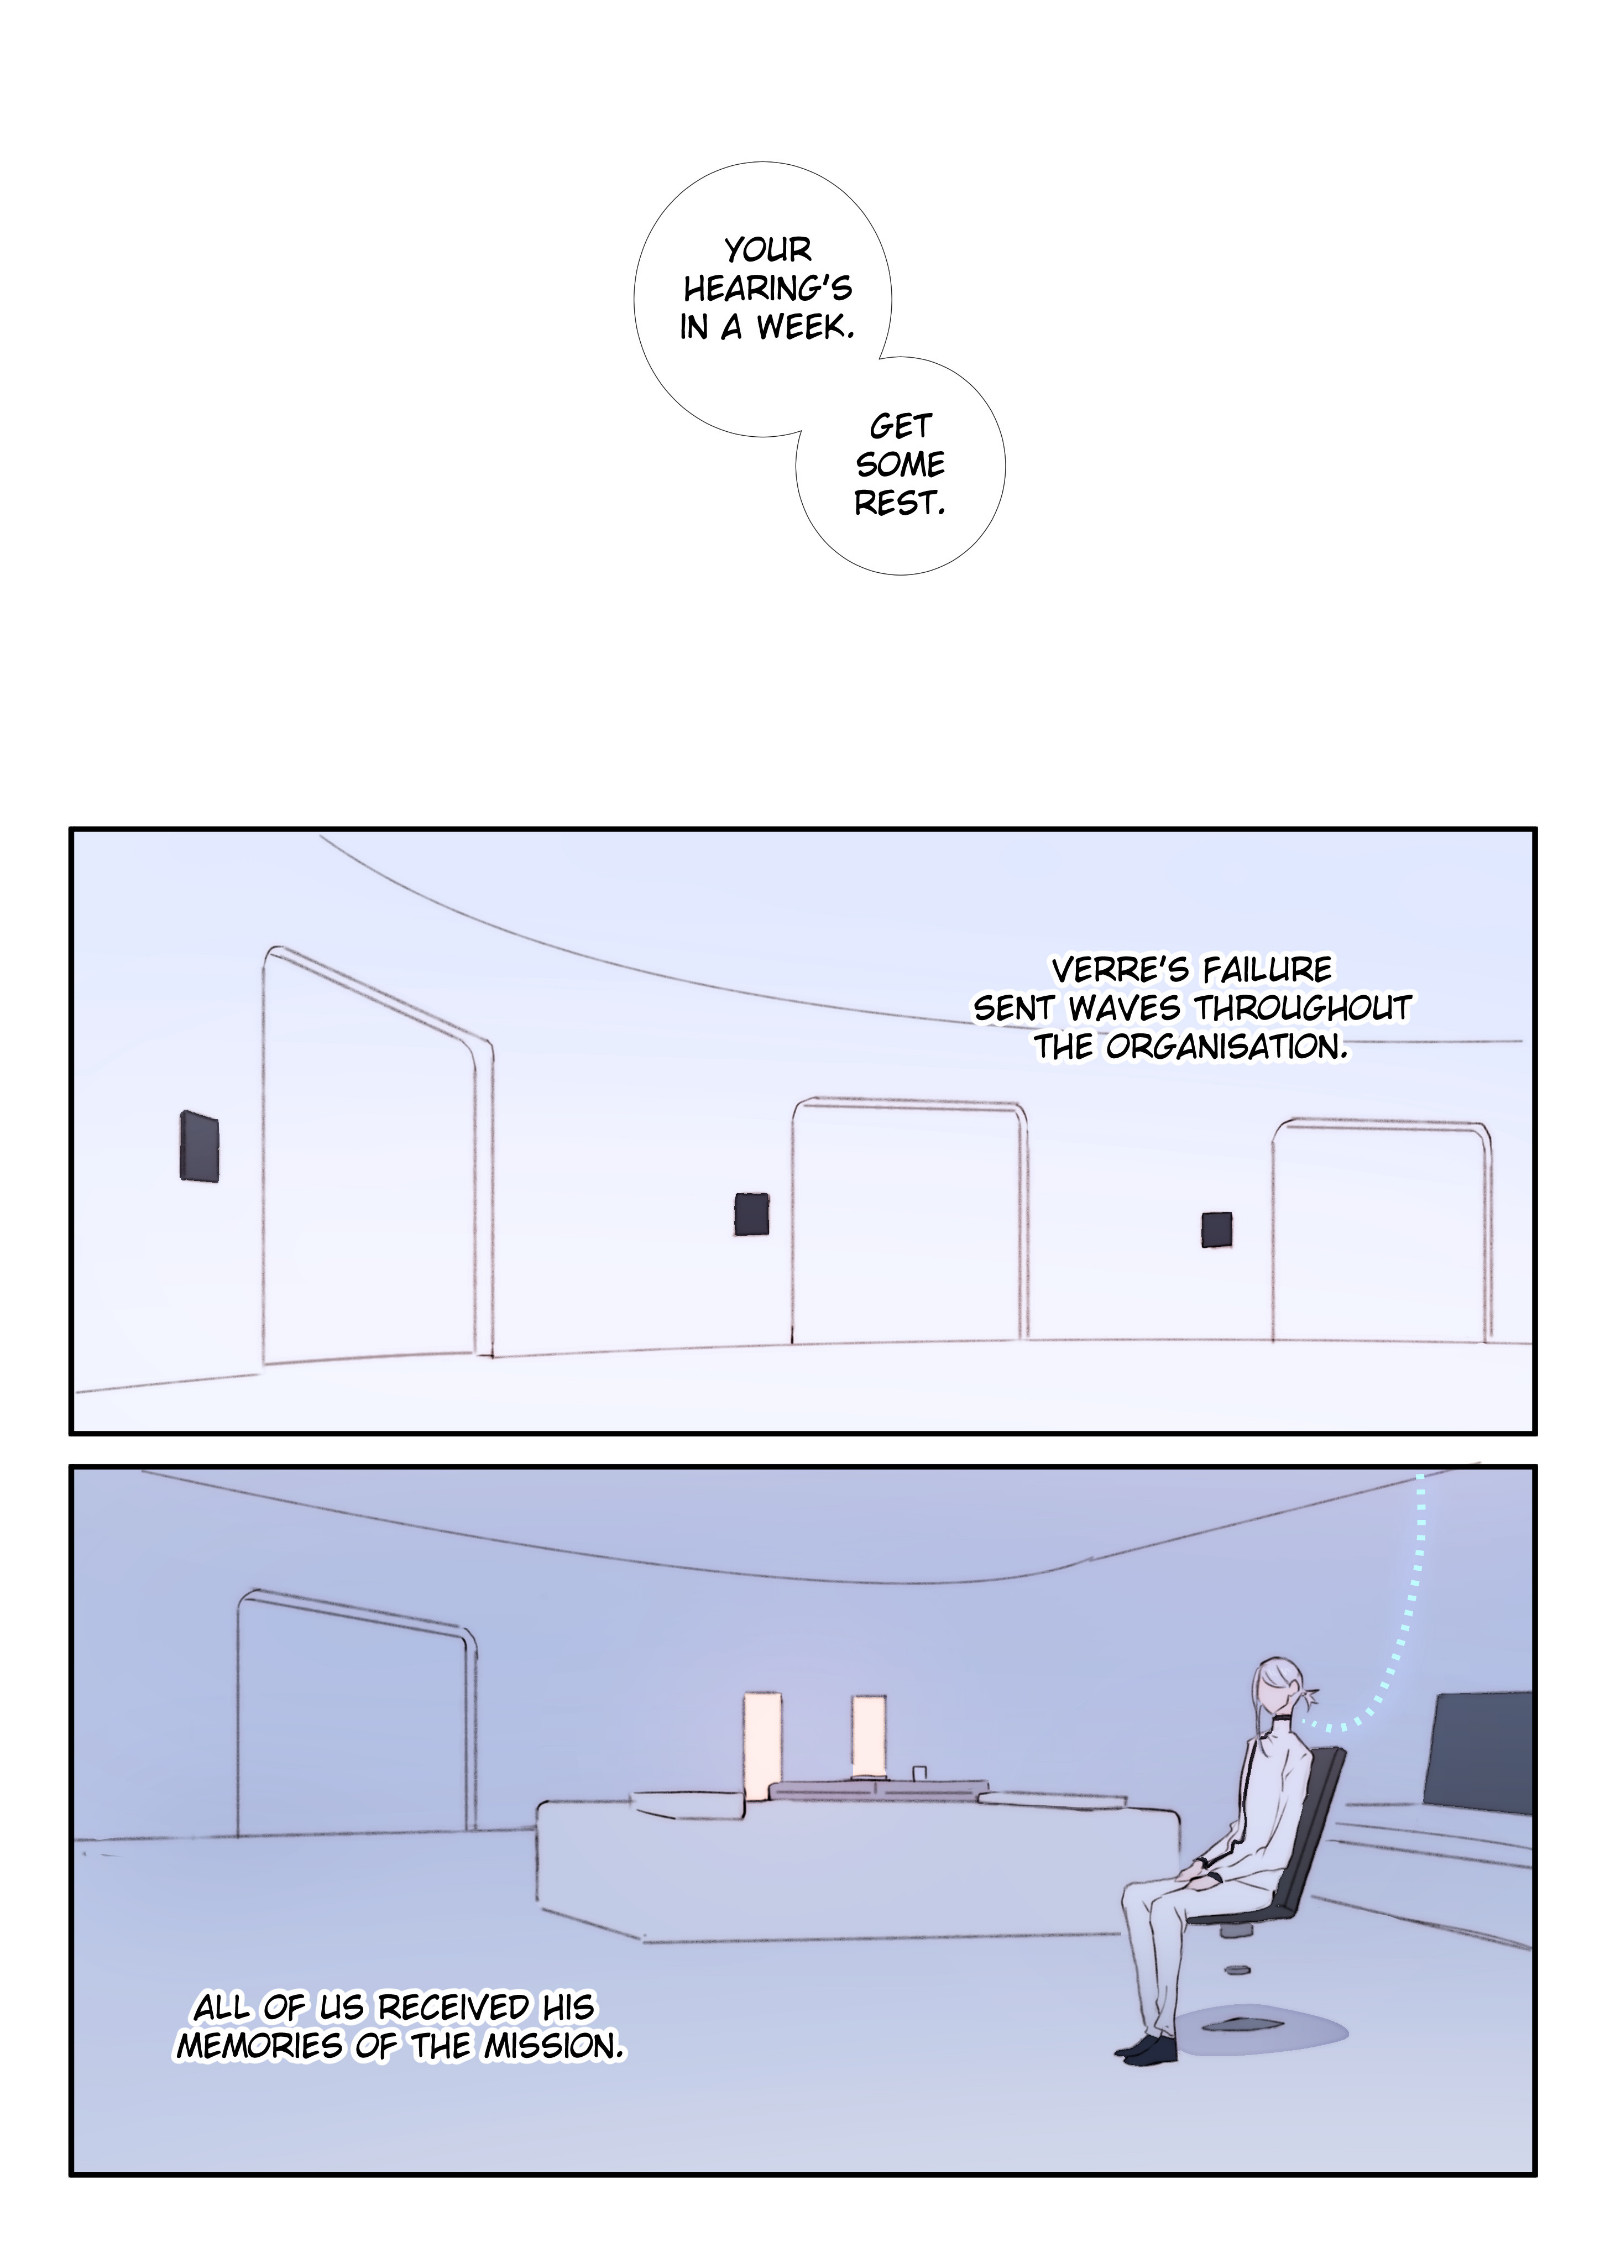 YOUR
HEARING'S
IN A WEEK.
GET
SOME
REST.
VERRE'S FAILURE
SENT WAVES THROUGHOUT
THE ORGANISATION.
ALL OF US RECEIVED HIS
MEMORIES OF THE MISSION.